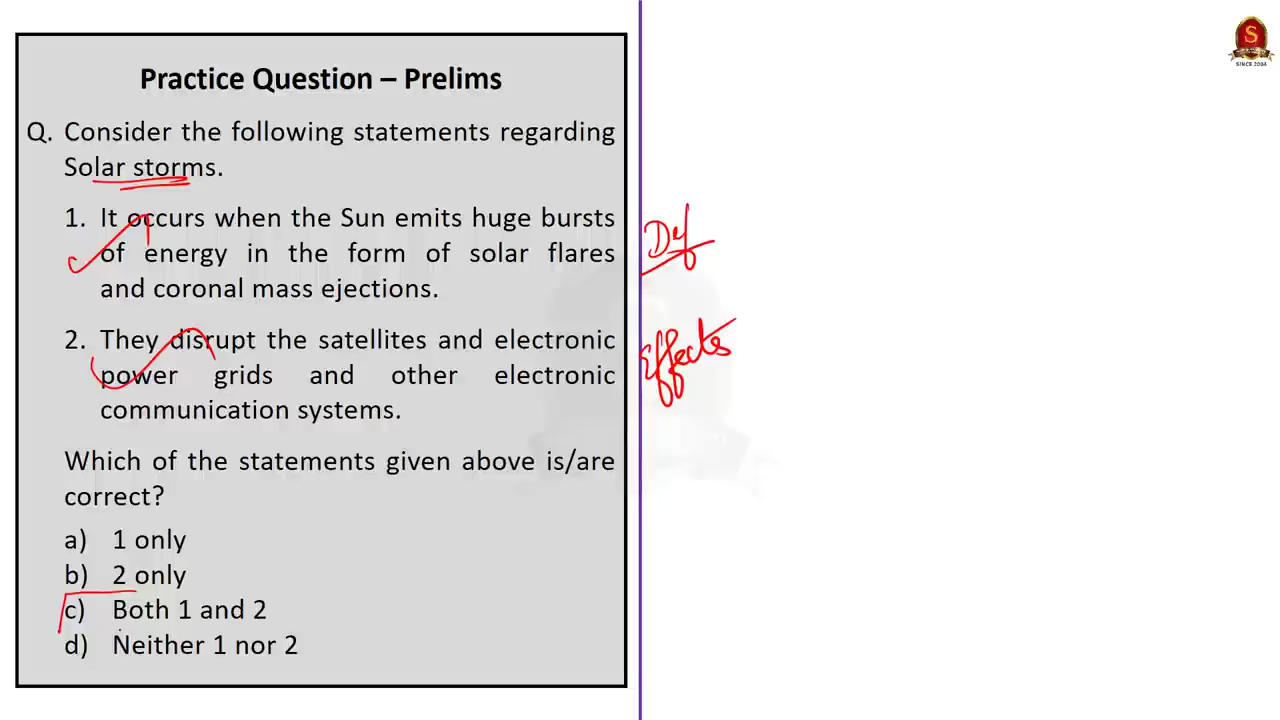 Practice Question – Prelims
Q. Consider the following statements regarding
Solar storms.
1. It occurs when the Sun emits huge bursts
of energy in the form of solar flares
and coronal mass ejections.
2. They disrupt the satellites and electronic
power grids and other electronic
communication systems.
Which of the statements given above is/are
correct?
a) 1 only
b) 2 only
c) Both 1 and 2
d) Neither 1 nor 2
Def
Effects
S
SINCE 2004